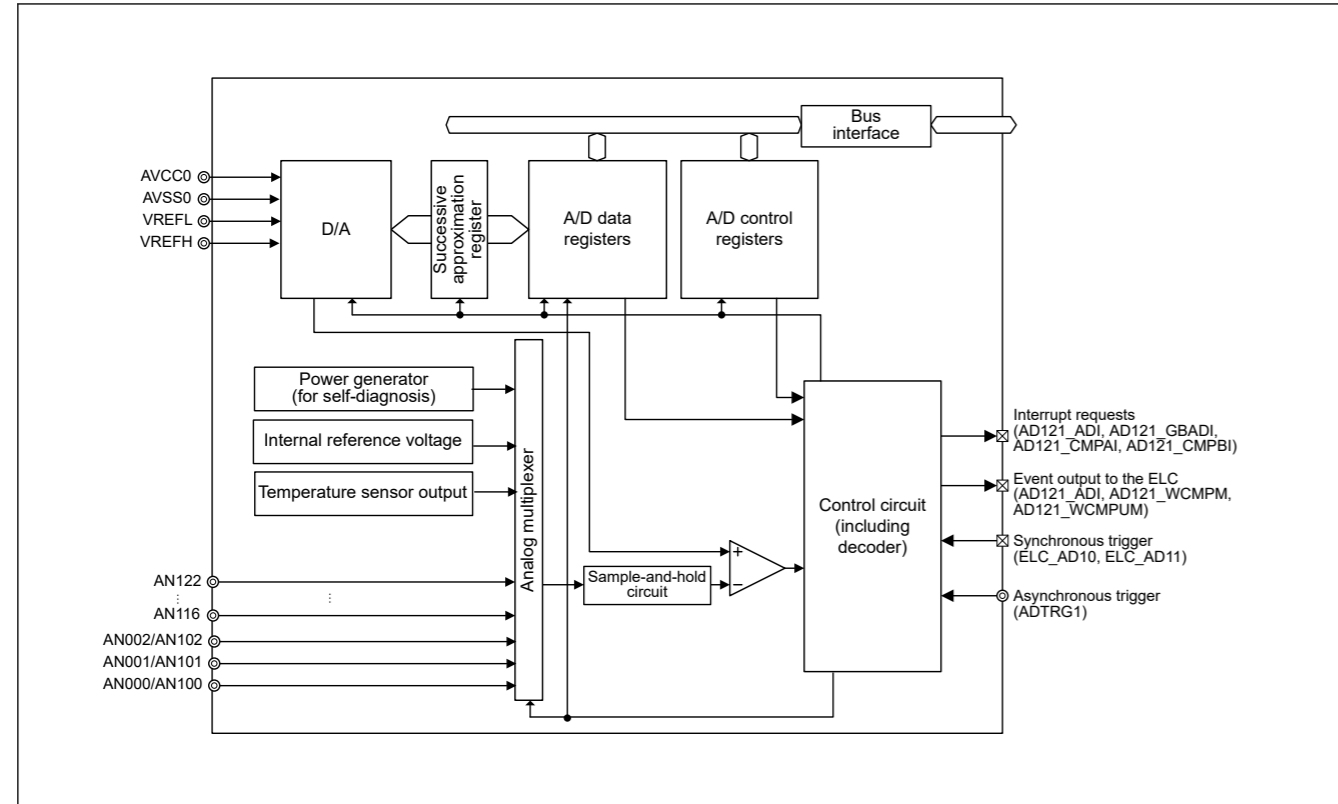 Bus
interface
AVCC0
AVSS0
VREFL
VREFH
D/A
Successive
approximation
register
A/D data
registers
A/D control
registers
Power generator
(for self-diagnosis)
Internal reference voltage
Temperature sensor output
Analog multiplexer
Sample-and-hold
circuit
+
−
Control circuit
(including
decoder)
Interrupt requests
(AD121_ADI, AD121_GBADI,
AD121_CMPAI, AD121_CMPBI)
Event output to the ELC
(AD121_ADI, AD121_WCMPM,
AD121_WCMPUM)
Synchronous trigger
(ELC_AD10, ELC_AD11)
Asynchronous trigger
(ADTRG1)
AN122
...
...
AN116
AN002/AN102
AN001/AN101
AN000/AN100